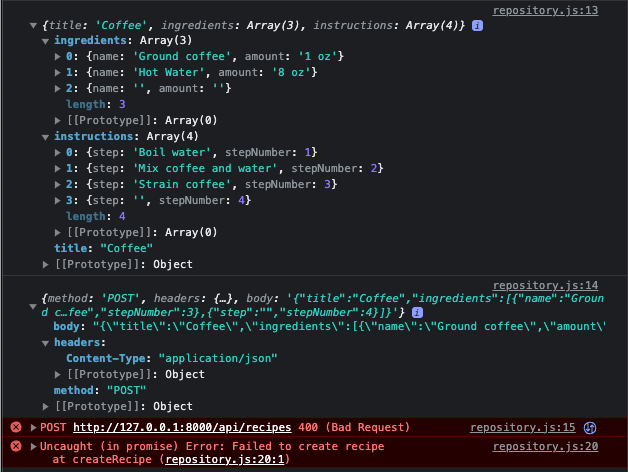 repository.js:13
{title: 'Coffee', ingredients: Array(3), instructions: Array(4)} i
ingredients: Array(3)
0: {name: 'Ground coffee', amount: '1 oz'}
1: {name: 'Hot Water', amount: '8 oz'}
2: {name: '', amount: ''}
length: 3
[[Prototype]]: Array(0)
instructions: Array(4)
0: {step: 'Boil water', stepNumber: 1}
1: {step: 'Mix coffee and water', stepNumber: 2}
2: {step: 'Strain coffee', stepNumber: 3}
3: {step: '', stepNumber: 4}
length: 4
[[Prototype]]: Array(0)
title: "Coffee"
[[Prototype]]: Object
repository.js:14
{method: 'POST', headers: {…}, body: '{"title":"Coffee","ingredients":[{"name":"Groun
d c…fee","stepNumber":3},{"step":"","stepNumber":4}]}'} i
body: "{\"title\":\"Coffee\",\"ingredients\":[{\"name\":\"Ground coffee\",\"amount\"
headers:
Content-Type: "application/json"
[[Prototype]]: Object
method: "POST"
[[Prototype]]: Object
POST http://127.0.0.1:8000/api/recipes 400 (Bad Request) repository.js:15
Uncaught (in promise) Error: Failed to create recipe repository.js:20
at createRecipe (repository.js:20:1)